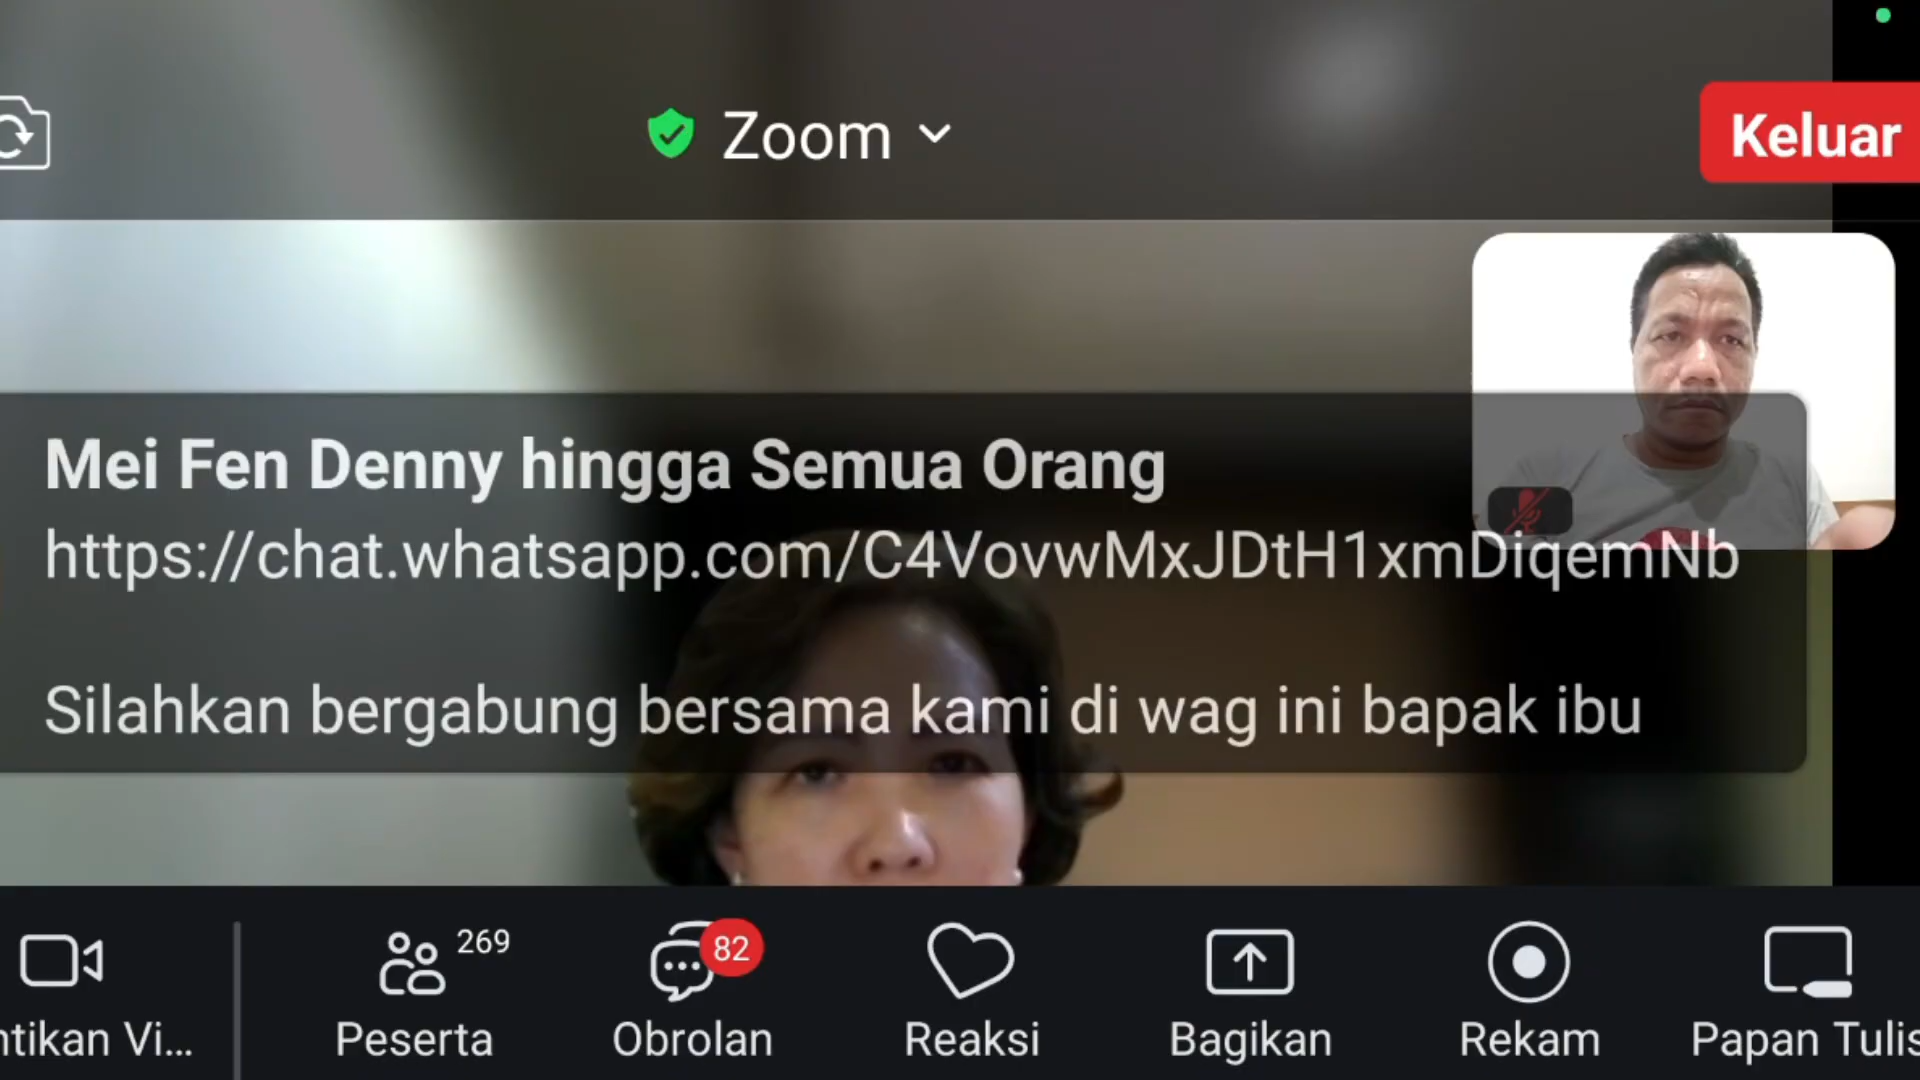 Zoom
Keluar
Mei Fen Denny hingga Semua Orang
https://chat.whatsapp.com/C4VovwMxJDtH1xmDiqemNb
Silahkan bergabung bersama kami di wag ini bapak ibu
269
82
ntikan Vi...
Peserta
Obrolan
Reaksi
Bagikan
Rekam
Papan Tulis